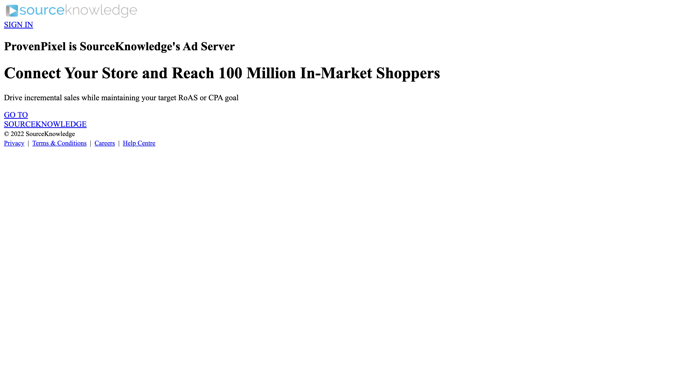 sourceknowledge
SIGN IN
ProvenPixel is SourceKnowledge's Ad Server
Connect Your Store and Reach 100 Million In-Market Shoppers
Drive incremental sales while maintaining your target RoAS or CPA goal
GO TO
SOURCEKNOWLEDGE
© 2022 SourceKnowledge
Privacy | Terms & Conditions | Careers | Help Centre